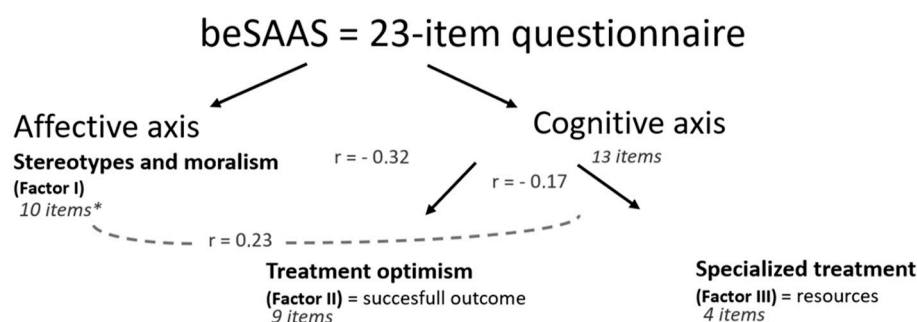 beSAAS = 23-item questionnaire
Affective axis
Stereotypes and moralism
(Factor I)
10 items*
Cognitive axis
13 items
r = - 0.32
r = - 0.17
r = 0.23
Treatment optimism
(Factor II) = succesfull outcome
9 items
Specialized treatment
(Factor III) = resources
4 items